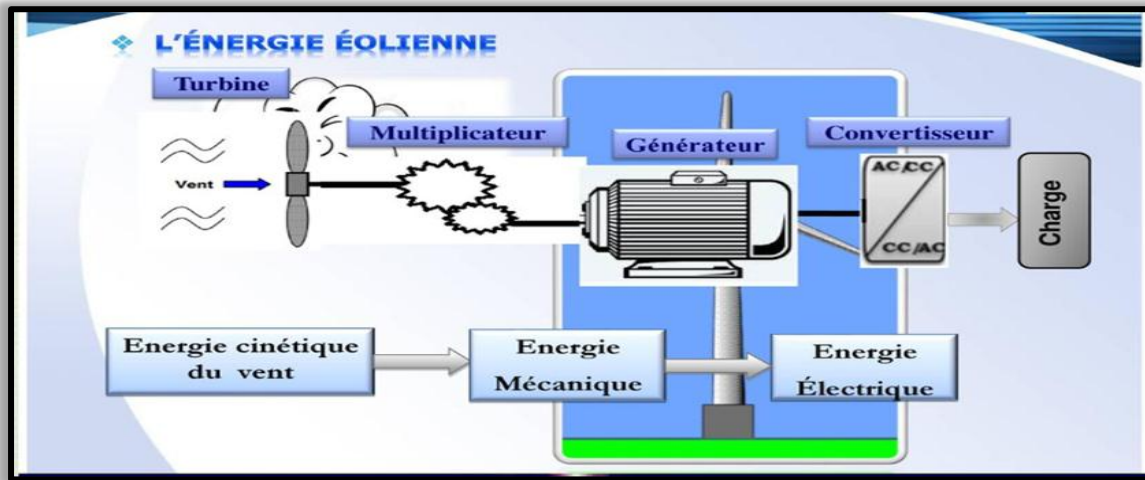 ❖ L'ÉNERGIE ÉOLIENNE
Turbine
Multiplicateur
Générateur
Convertisseur
Vent
AC/CC
CC/AC
Charge
Energie cinétique
du vent
Energie
Mécanique
Energie
Électrique